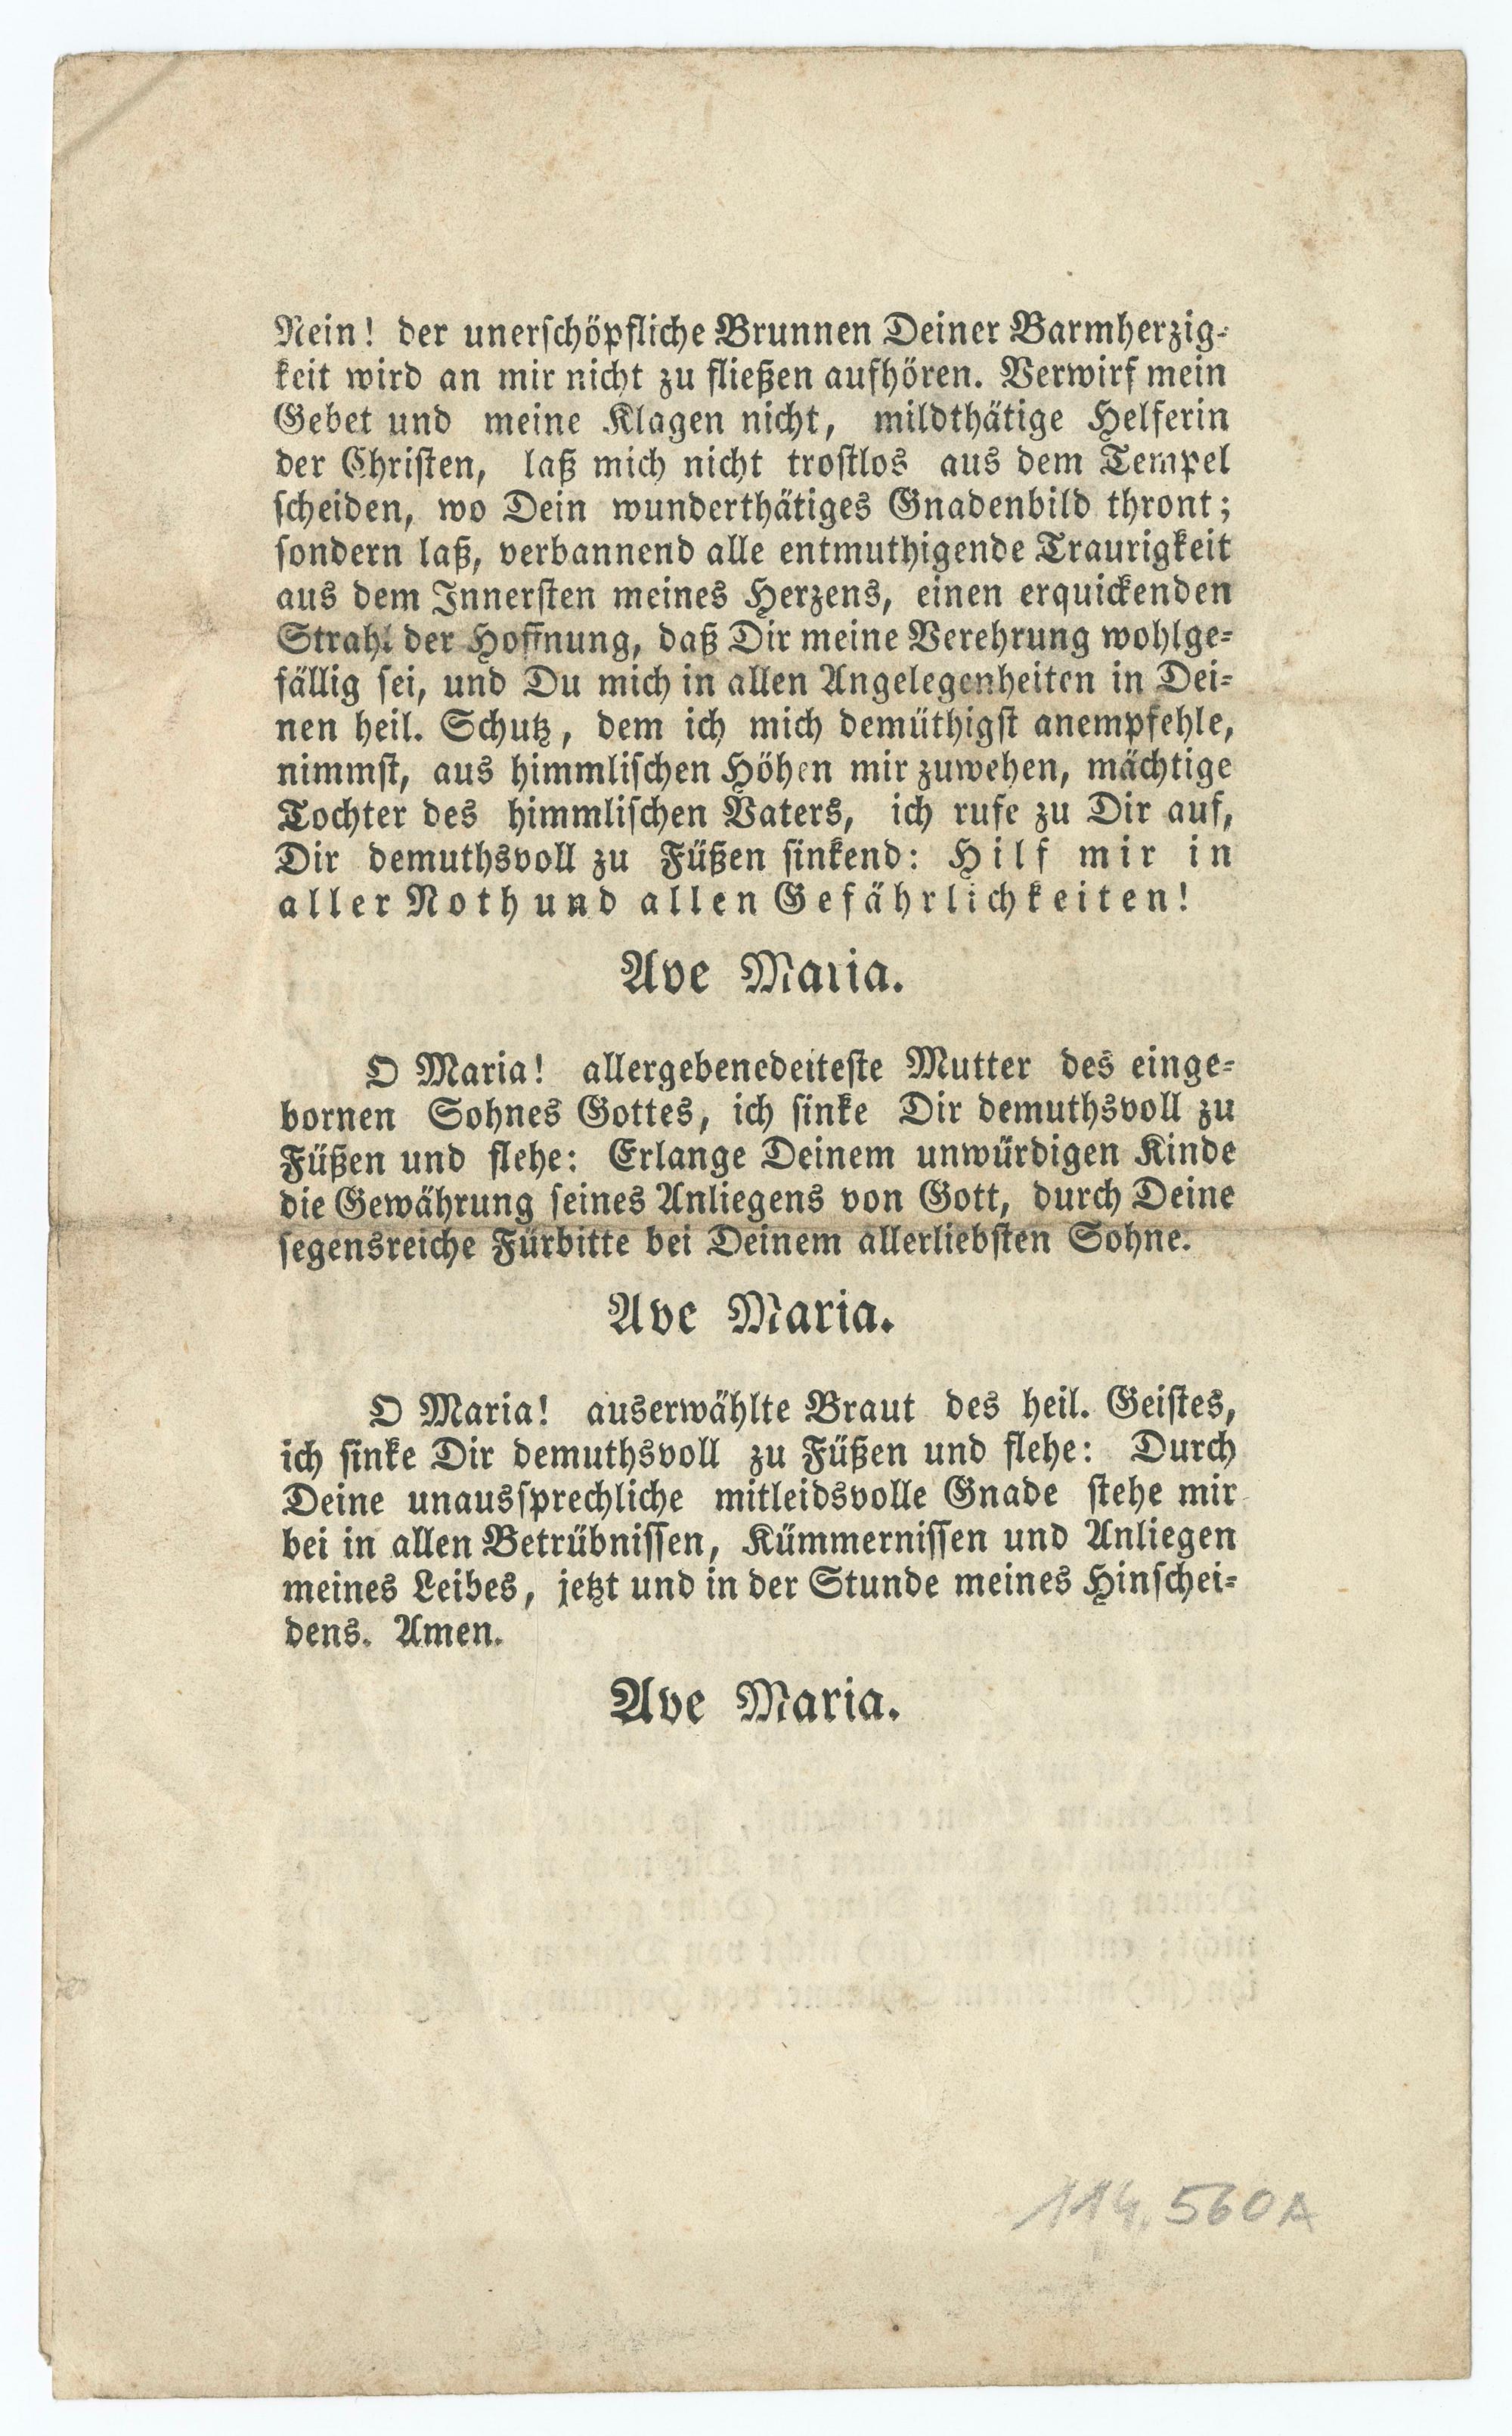 Nein! der unerschöpfliche Brunnen Deiner Barmherzig-
keit wird an mir nicht zu fließen aufhören. Verwirf mein
Gebet und meine Klagen nicht, mildthätige Helferin
der Christen, laß mich nicht trostlos aus dem Tempel
scheiden, wo Dein wunderthätiges Gnadenbild thront;
sondern laß, verbannend alle entmuthigende Traurigkeit
aus dem Innersten meines Herzens, einen erquickenden
Strahl der Hoffnung, daß Dir meine Verehrung wohlge-
fällig sei, und Du mich in allen Angelegenheiten in Dei-
nen heil. Schutz, dem ich mich demüthigst anempfehle,
nimmst, aus himmlischen Höhen mir zuwehen, mächtige
Tochter des himmlischen Vaters, ich rufe zu Dir auf,
Dir demuthsvoll zu Füßen sinkend: Hilf mir in
aller Noth und allen Gefährlichkeiten!
Ave Maria.
O Maria! allergebenedeiteste Mutter des einge-
bornen Sohnes Gottes, ich sinke Dir demuthsvoll zu
Füßen und flehe: Erlange Deinem unwürdigen Kinde
die Gewährung seines Anliegens von Gott, durch Deine
segensreiche Fürbitte bei Deinem allerliebsten Sohne.
Ave Maria.
O Maria! auserwählte Braut des heil. Geistes,
ich sinke Dir demuthsvoll zu Füßen und flehe: Durch
Deine unaussprechliche mitleidsvolle Gnade stehe mir
bei in allen Betrübnissen, Kümmernissen und Anliegen
meines Leibes, jetzt und in der Stunde meines Hinschei-
dens. Amen.
Ave Maria.
114.560A